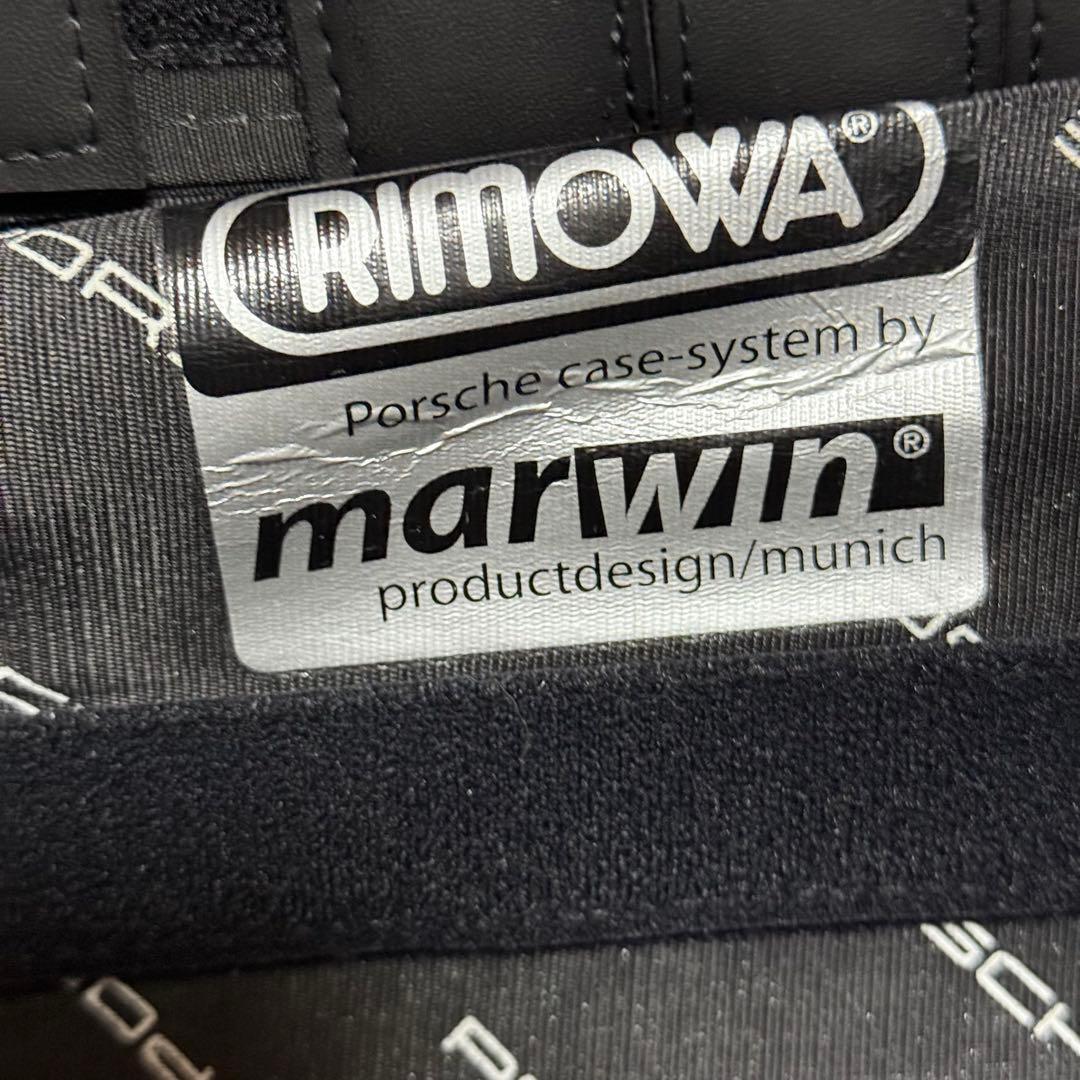 RIMOWA®
Porsche case-system by
marwin®
productdesign/munich